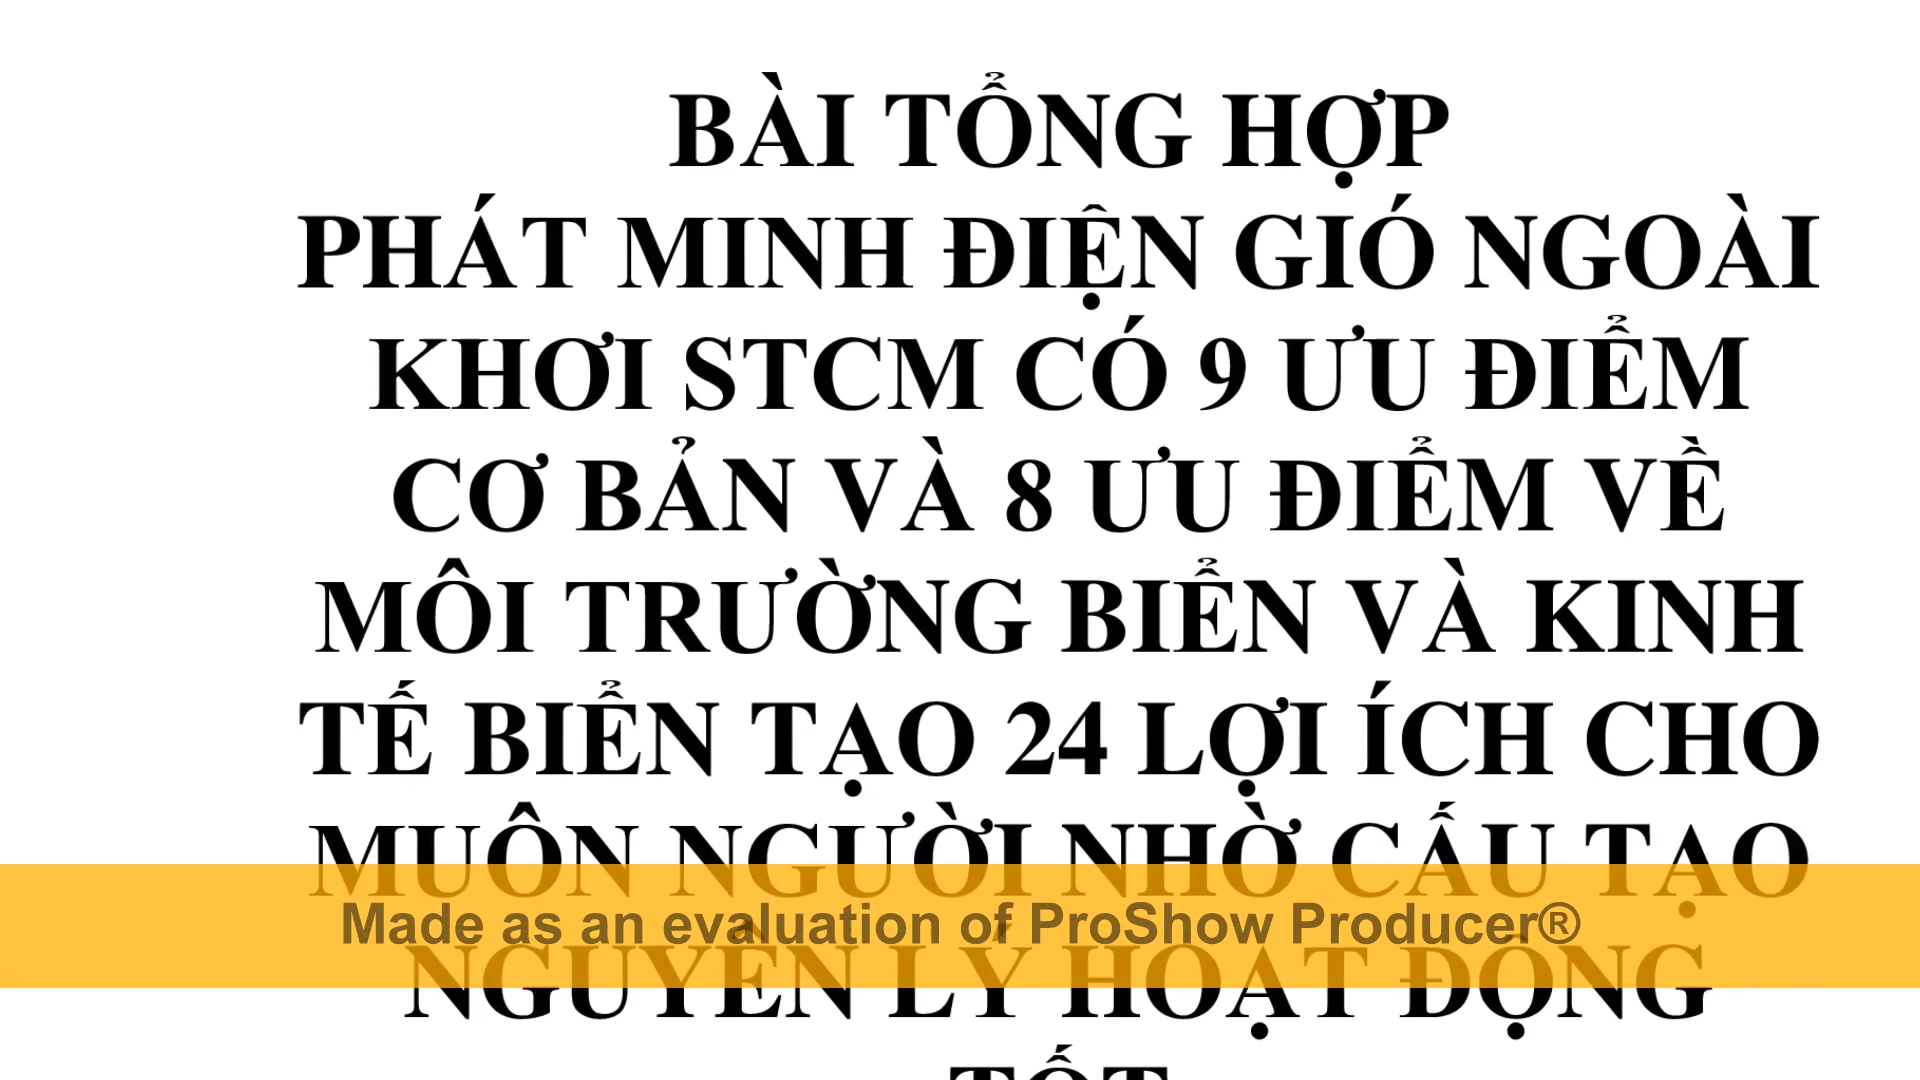 BÀI TỔNG HỢP
PHÁT MINH ĐIỆN GIÓ NGOÀI
KHƠI STCM CÓ 9 ƯU ĐIỂM
CƠ BẢN VÀ 8 ƯU ĐIỂM VỀ
MÔI TRƯỜNG BIỂN VÀ KINH
TẾ BIỂN TẠO 24 LỢI ÍCH CHO
MUÔN NGƯỜI NHỜ CẤU TẠO
Made as an evaluation of ProShow Producer®
NGUYÊN LÝ HOẠT ĐỘNG
TỐT